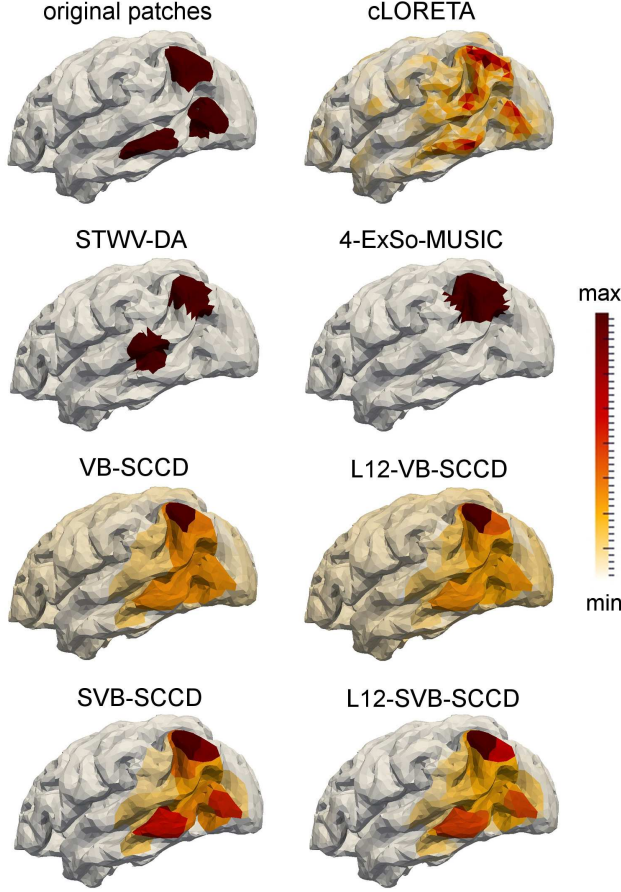 original patches
cLORETA
STWV-DA
4-ExSo-MUSIC
max
VB-SCCD
L12-VB-SCCD
min
SVB-SCCD
L12-SVB-SCCD